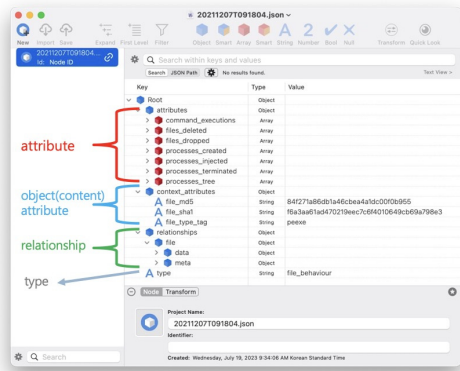 20211207T091804.json
New Import Save Expand First Level Filter Object Smart Array Smart String Number Bool Null Transform Quick Look
20211207T091804....
Id: Node ID
Search within keys and values
Search JSON Path No results found. Text View >
Key Type Value
Root Object
attributes Object
command_executions Array
files_deleted Array
files_dropped Array
processes_created Array
processes_injected Array
processes_terminated Array
processes_tree Array
context_attributes Object
file_md5 String 84f271a86db1a46cbea4a1dc00f0b955
file_sha1 String f6a3aa61ad470219eec7c6f4010649cb69a798e3
file_type_tag String peexe
relationships Object
file Object
data Object
meta Object
type String file_behaviour
attribute
object(content)
attribute
relationship
type
Node Transform
Project Name:
20211207T091804.json
Identifier:
Created: Wednesday, July 19, 2023 9:34:06 AM Korean Standard Time
Search